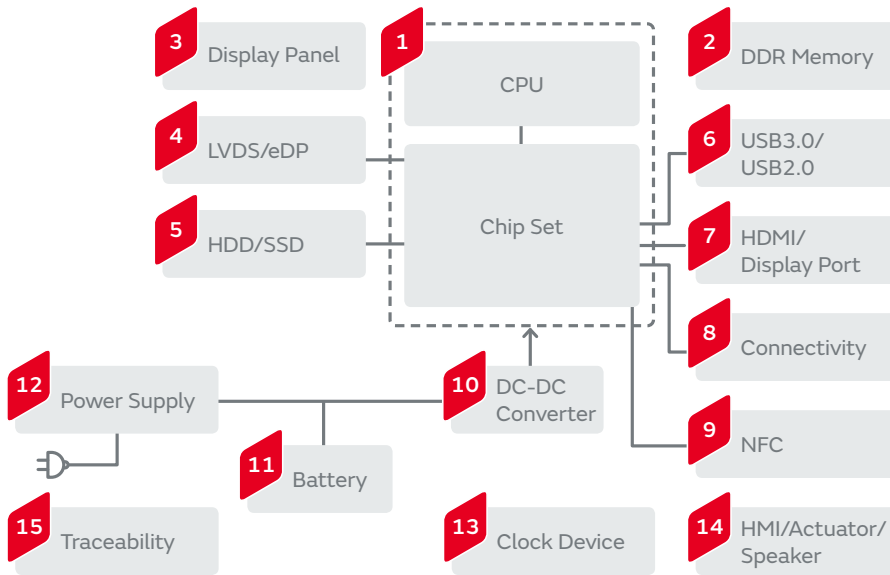 3
Display Panel
1
CPU
2
DDR Memory
4
LVDS/eDP
6
USB3.0/
USB2.0
5
HDD/SSD
Chip Set
7
HDMI/
Display Port
8
Connectivity
12
Power Supply
10
DC-DC
Converter
9
NFC
11
Battery
15
Traceability
13
Clock Device
14
HMI/Actuator/
Speaker